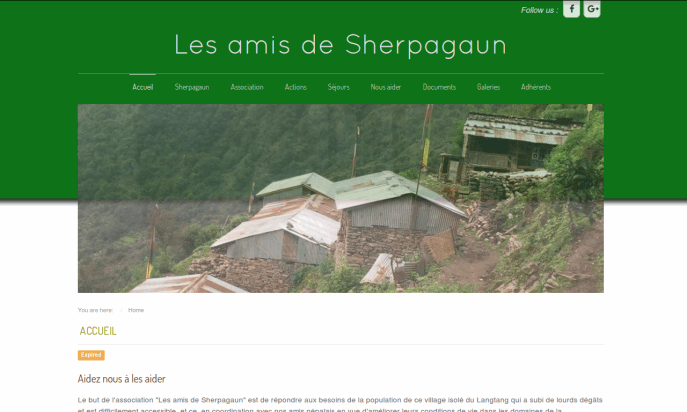 Follow us :
Les amis de Sherpagaun
Accueil Sherpagaun Association Actions Séjours Nous aider Documents Galeries Adhérents
You are here: Home
ACCUEIL
Expired
Aidez nous à les aider
Le but de l'association "Les amis de Sherpagaun" est de répondre aux besoins de la population de ce village isolé du Langtang qui a subi de lourds dégâts
et est difficilement accessible, et ce, en coordination avec nos amis népalais en vue d'améliorer leurs conditions de vie dans les domaines de la